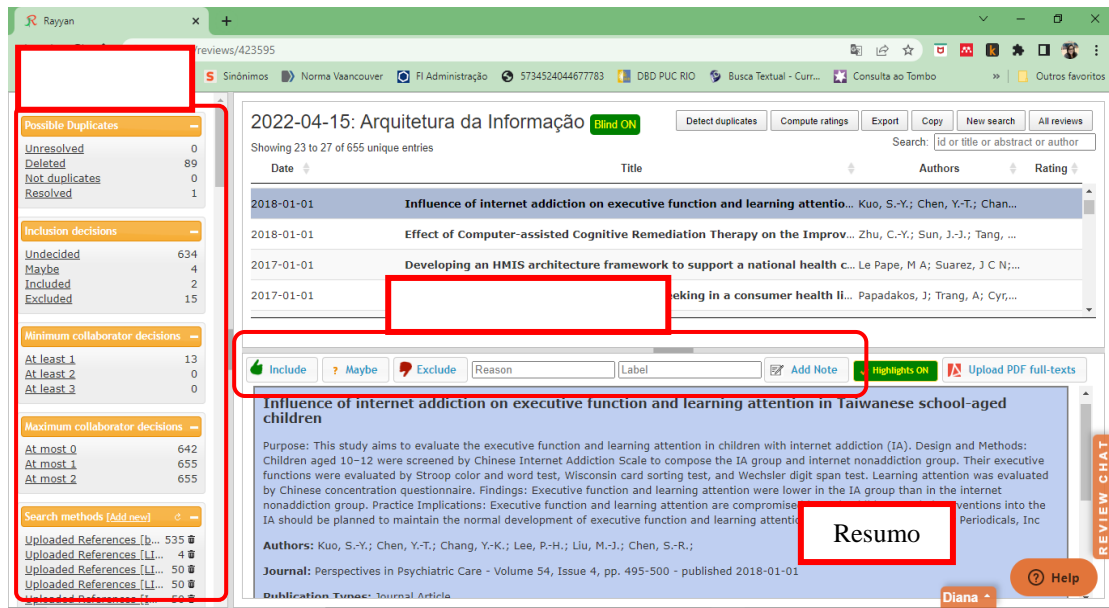 Rayyan
/reviews/423595
S Sinônimos Norma Vaancouver FI Administração 5734524044677783 DBD PUC RIO Busca Textual - Curr... Consulta ao Tombo » Outros favoritos
Possible Duplicates
Unresolved 0
Deleted 89
Not duplicates 0
Resolved 1
Inclusion decisions
Undecided 634
Maybe 4
Included 2
Excluded 15
Minimum collaborator decisions
At least 1 13
At least 2 0
At least 3 0
Maximum collaborator decisions
At most 0 642
At most 1 655
At most 2 655
Search methods [Add new]
Uploaded References [b... 535
Uploaded References [LI... 4
Uploaded References [LI... 50
Uploaded References [LI... 50
2022-04-15: Arquitetura da Informação Blind ON
Detect duplicates Compute ratings Export Copy New search All reviews
Showing 23 to 27 of 655 unique entries
Search: id or title or abstract or author
Date Title Authors Rating
2018-01-01 Influence of internet addiction on executive function and learning attentio... Kuo, S.-Y.; Chen, Y.-T.; Chan...
2018-01-01 Effect of Computer-assisted Cognitive Remediation Therapy on the Improv... Zhu, C.-Y.; Sun, J.-J.; Tang, ...
2017-01-01 Developing an HMIS architecture framework to support a national health c... Le Pape, M A; Suarez, J C N;...
2017-01-01 eking in a consumer health li... Papadakos, J; Trang, A; Cyr,...
Include ? Maybe Exclude Reason Label Add Note Highlights ON Upload PDF full-texts
Influence of internet addiction on executive function and learning attention in Taiwanese school-aged
children
Purpose: This study aims to evaluate the executive function and learning attention in children with internet addiction (IA). Design and Methods:
Children aged 10–12 were screened by Chinese Internet Addiction Scale to compose the IA group and internet nonaddiction group. Their executive
functions were evaluated by Stroop color and word test, Wisconsin card sorting test, and Wechsler digit span test. Learning attention was evaluated
by Chinese concentration questionnaire. Findings: Executive function and learning attention were lower in the IA group than in the internet
nonaddiction group. Practice Implications: Executive function and learning attention are compromised ventions into the
IA should be planned to maintain the normal development of executive function and learning attenti Periodicals, Inc
Resumo
Authors: Kuo, S.-Y.; Chen, Y.-T.; Chang, Y.-K.; Lee, P.-H.; Liu, M.-J.; Chen, S.-R.;
Journal: Perspectives in Psychiatric Care - Volume 54, Issue 4, pp. 495-500 - published 2018-01-01
Publication Types: Journal Article
REVIEW CHAT
Help
Diana